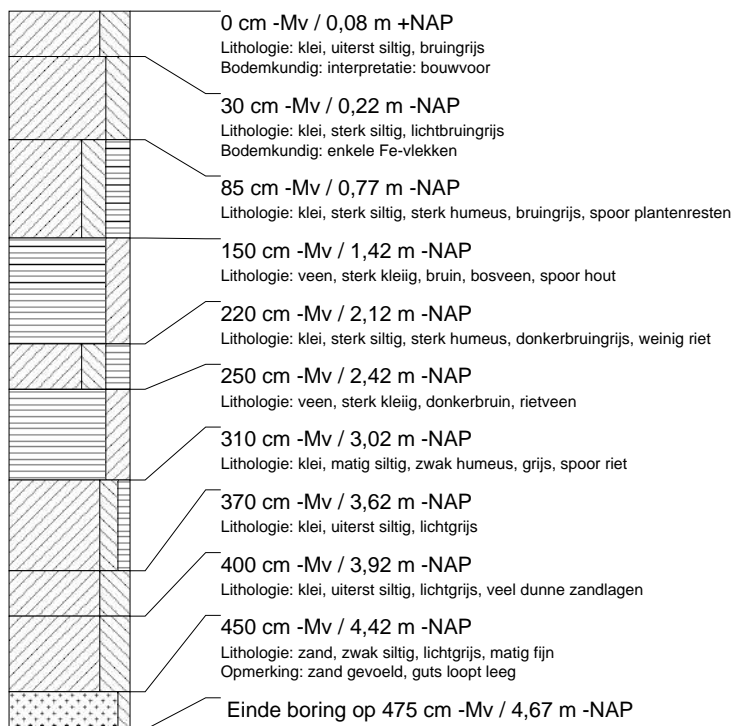 0 cm -Mv / 0,08 m +NAP
Lithologie: klei, uiterst siltig, bruingrijs
Bodemkundig: interpretatie: bouwvoor
30 cm -Mv / 0,22 m -NAP
Lithologie: klei, sterk siltig, lichtbruingrijs
Bodemkundig: enkele Fe-vlekken
85 cm -Mv / 0,77 m -NAP
Lithologie: klei, sterk siltig, sterk humeus, bruingrijs, spoor plantenresten
150 cm -Mv / 1,42 m -NAP
Lithologie: veen, sterk kleiig, bruin, bosveen, spoor hout
220 cm -Mv / 2,12 m -NAP
Lithologie: klei, sterk siltig, sterk humeus, donkerbruingrijs, weinig riet
250 cm -Mv / 2,42 m -NAP
Lithologie: veen, sterk kleiig, donkerbruin, rietveen
310 cm -Mv / 3,02 m -NAP
Lithologie: klei, matig siltig, zwak humeus, grijs, spoor riet
370 cm -Mv / 3,62 m -NAP
Lithologie: klei, uiterst siltig, lichtgrijs
400 cm -Mv / 3,92 m -NAP
Lithologie: klei, uiterst siltig, lichtgrijs, veel dunne zandlagen
450 cm -Mv / 4,42 m -NAP
Lithologie: zand, zwak siltig, lichtgrijs, matig fijn
Opmerking: zand gevoeld, guts loopt leeg
Einde boring op 475 cm -Mv / 4,67 m -NAP